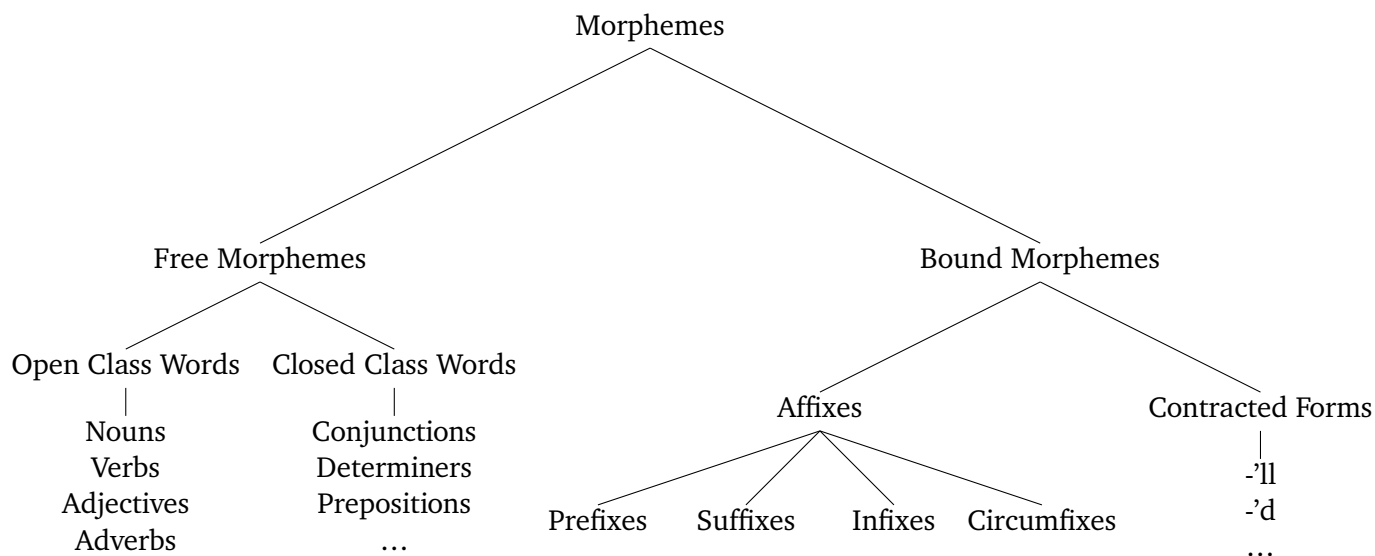 Morphemes
Free Morphemes
Bound Morphemes
Open Class Words
Closed Class Words
Nouns
Verbs
Adjectives
Adverbs
Conjunctions
Determiners
Prepositions
…
Affixes
Contracted Forms
Prefixes
Suffixes
Infixes
Circumfixes
-’ll
-’d
…